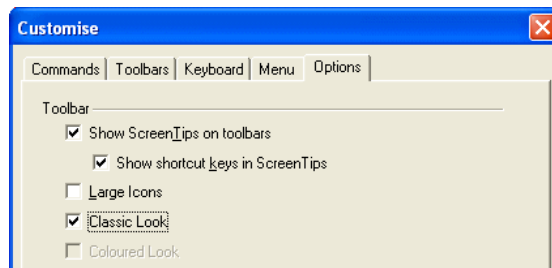 Customise
Commands Toolbars Keyboard Menu Options
Toolbar
Show ScreenTips on toolbars
Show shortcut keys in ScreenTips
Large Icons
Classic Look
Coloured Look